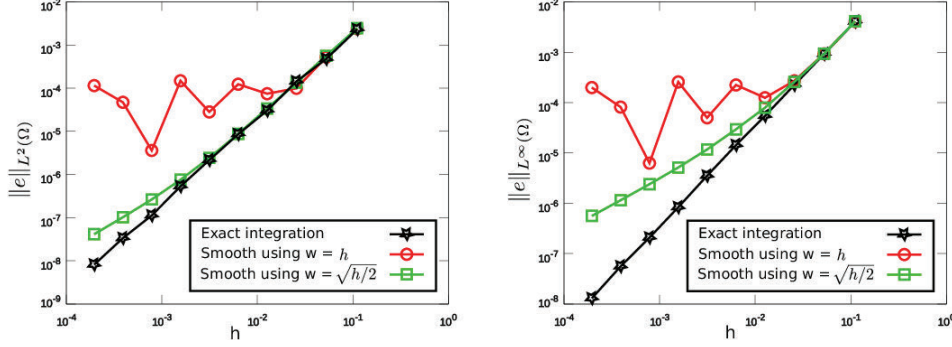 10⁻²
10⁻³
10⁻⁴
10⁻⁵
10⁻⁶
10⁻⁷
10⁻⁸
10⁻⁹
||e||_{L²(Ω)}
Exact integration
Smooth using w = h
Smooth using w = √h/2
10⁻⁴ 10⁻³ 10⁻² 10⁻¹ 10⁰
h
10⁻²
10⁻³
10⁻⁴
10⁻⁵
10⁻⁶
10⁻⁷
10⁻⁸
||e||_{L^∞(Ω)}
Exact integration
Smooth using w = h
Smooth using w = √h/2
10⁻⁴ 10⁻³ 10⁻² 10⁻¹ 10⁰
h